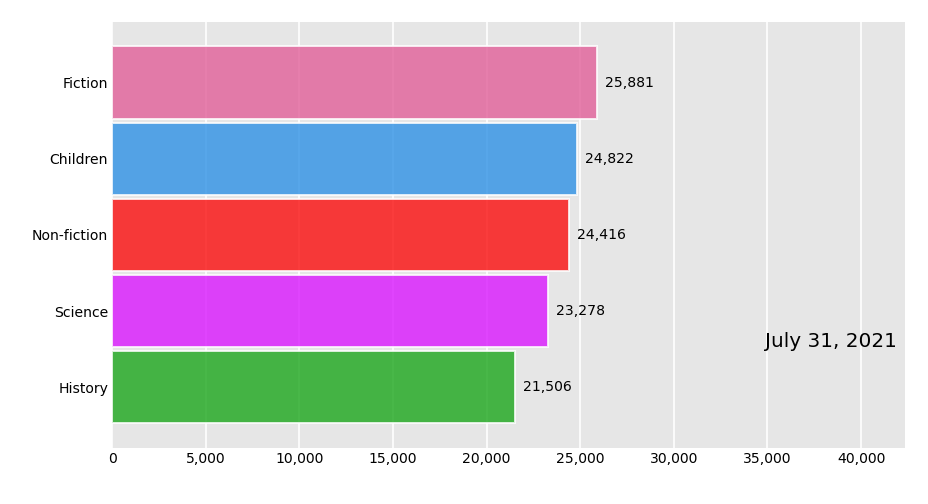 Fiction 25,881
Children 24,822
Non-fiction 24,416
Science 23,278
July 31, 2021
History 21,506
0 5,000 10,000 15,000 20,000 25,000 30,000 35,000 40,000